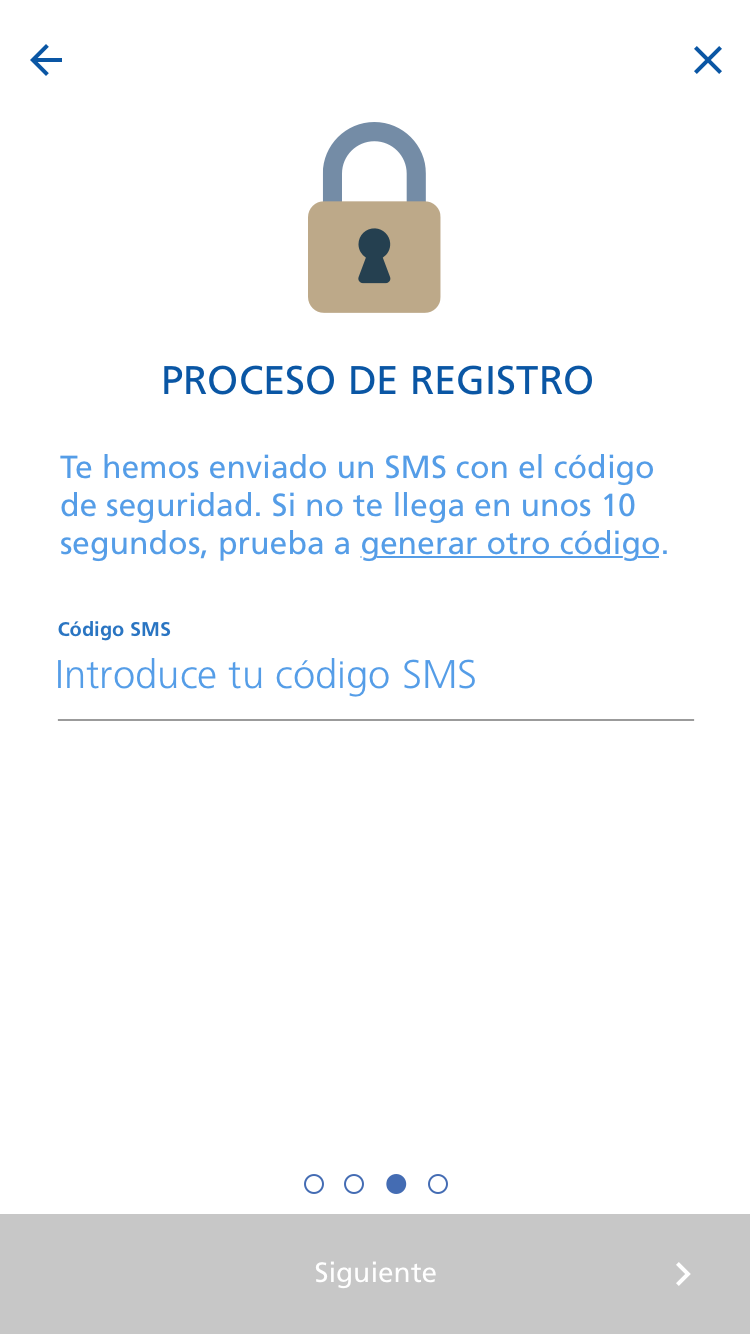 PROCESO DE REGISTRO
Te hemos enviado un SMS con el código
de seguridad. Si no te llega en unos 10
segundos, prueba a generar otro código.
Código SMS
Introduce tu código SMS
Siguiente